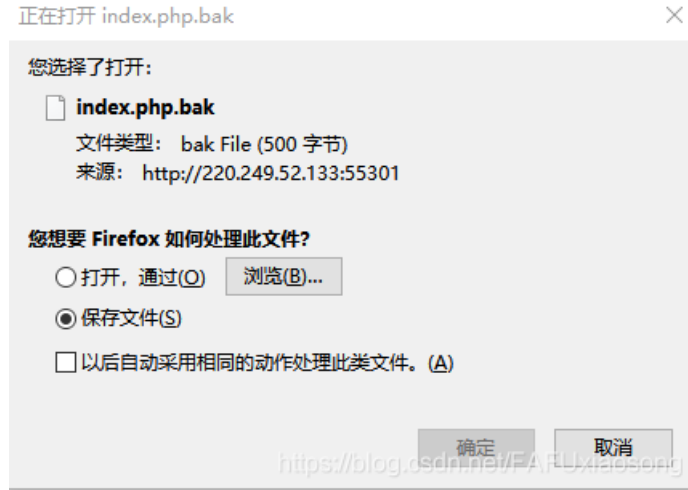 正在打开 index.php.bak
您选择了打开：
index.php.bak
文件类型： bak File (500 字节)
来源： http://220.249.52.133:55301
您想要 Firefox 如何处理此文件?
打开，通过(O) 浏览(B)...
保存文件(S)
以后自动采用相同的动作处理此类文件。(A)
确定 取消
https://blog.csdn.net/FAFUxiaosong